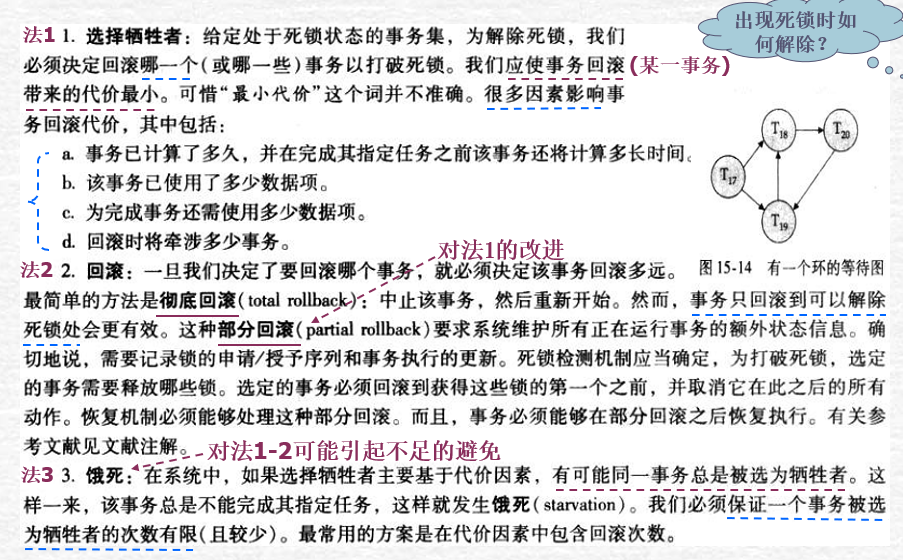 出现死锁时如
何解除？
法1 1. 选择牺牲者：给定处于死锁状态的事务集，为解除死锁，我们
必须决定回滚哪一个(或哪一些)事务以打破死锁。我们应使事务回滚(某一事务)
带来的代价最小。可惜“最小代价”这个词并不准确。很多因素影响事
务回滚代价，其中包括：
a. 事务已计算了多久，并在完成其指定任务之前该事务还将计算多长时间。
b. 该事务已使用了多少数据项。
c. 为完成事务还需使用多少数据项。
d. 回滚时将牵涉多少事务。
T18
T20
T17
T19
图 15-14 有一个环的等待图
对法1的改进
法2 2. 回滚：一旦我们决定了要回滚哪个事务，就必须决定该事务回滚多远。
最简单的方法是彻底回滚(total rollback)：中止该事务，然后重新开始。然而，事务只回滚到可以解除
死锁处会更有效。这种部分回滚(partial rollback)要求系统维护所有正在运行事务的额外状态信息。确
切地说，需要记录锁的申请/授予序列和事务执行的更新。死锁检测机制应当确定，为打破死锁，选定
的事务需要释放哪些锁。选定的事务必须回滚到获得这些锁的第一个之前，并取消它在此之后的所有
动作。恢复机制必须能够处理这种部分回滚。而且，事务必须能够在部分回滚之后恢复执行。有关参
考文献见文献注解。
对法1-2可能引起不足的避免
法3 3. 饿死：在系统中，如果选择牺牲者主要基于代价因素，有可能同一事务总是被选为牺牲者。这
样一来，该事务总是不能完成其指定任务，这样就发生饿死(starvation)。我们必须保证一个事务被选
为牺牲者的次数有限(且较少)。最常用的方案是在代价因素中包含回滚次数。